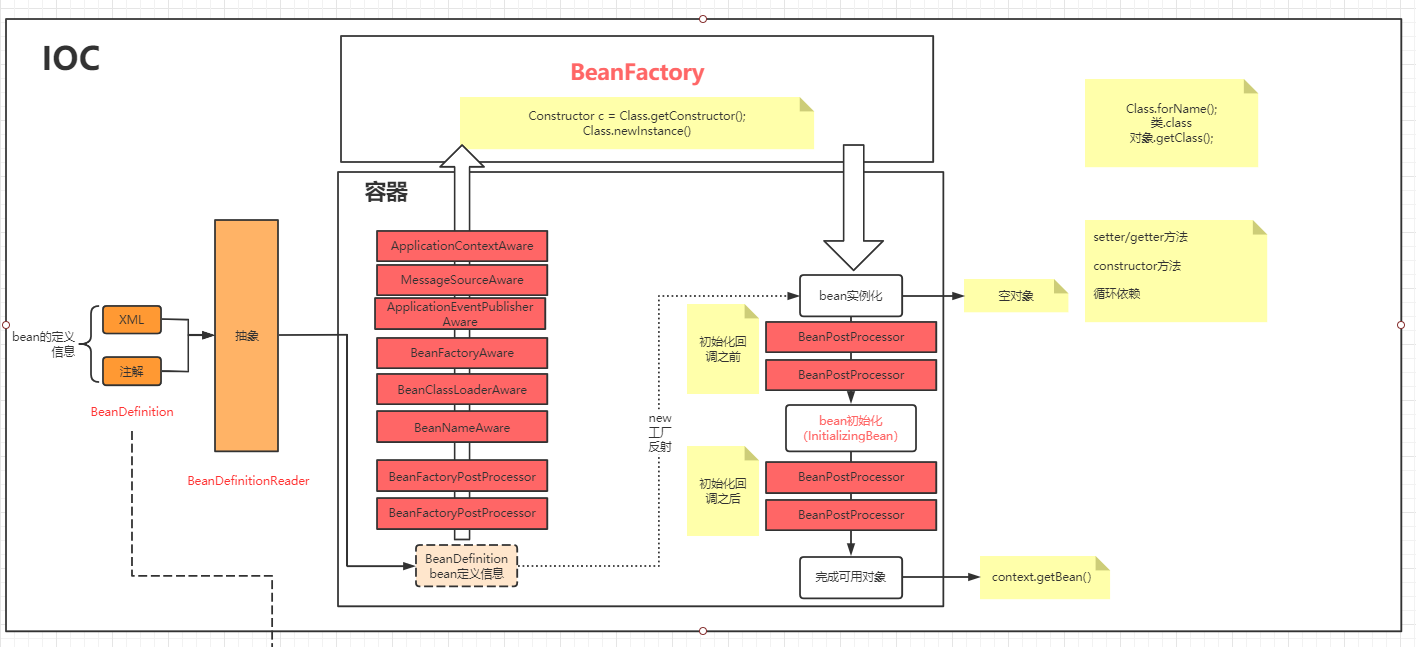 IOC
BeanFactory
Constructor c = Class.getConstructor();
Class.newInstance()
Class.forName();
类.class
对象.getClass();
容器
ApplicationContextAware
MessageSourceAware
ApplicationEventPublisher
Aware
BeanFactoryAware
BeanClassLoaderAware
BeanNameAware
BeanFactoryPostProcessor
BeanFactoryPostProcessor
BeanDefinition
bean定义信息
bean的定义
信息
XML
注解
BeanDefinition
抽象
BeanDefinitionReader
new
工厂
反射
bean实例化
空对象
setter/getter方法
constructor方法
循环依赖
初始化回
调之前
BeanPostProcessor
BeanPostProcessor
bean初始化
（InitializingBean）
初始化回
调之后
BeanPostProcessor
BeanPostProcessor
完成可用对象
context.getBean()